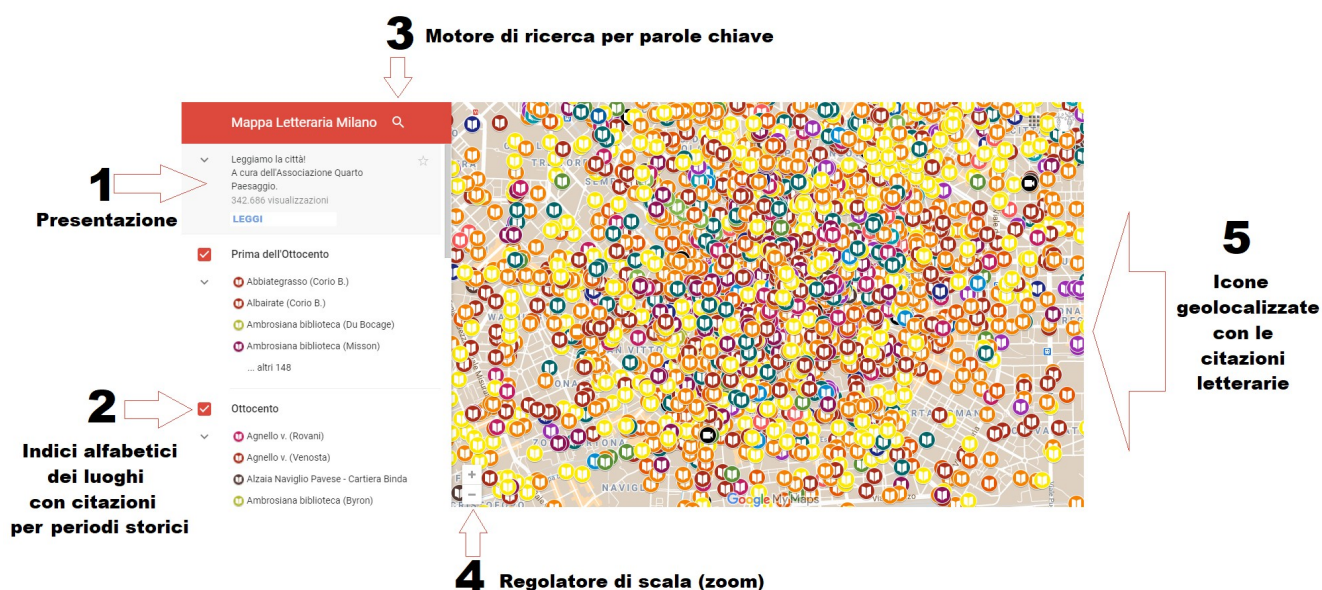 3 Motore di ricerca per parole chiave
Mappa Letteraria Milano
Leggiamo la città!
A cura dell'Associazione Quarto
Paesaggio.
342.686 visualizzazioni
LEGGI
1
Presentazione
Prima dell'Ottocento
Abbiategrasso (Corio B.)
Albairate (Corio B.)
Ambrosiana biblioteca (Du Bocage)
Ambrosiana biblioteca (Misson)
... altri 148
2
Indici alfabetici
dei luoghi
con citazioni
per periodi storici
Ottocento
Agnello v. (Rovani)
Agnello v. (Venosta)
Alzaia Naviglio Pavese - Cartiera Binda
Ambrosiana biblioteca (Byron)
NAVIGL
Google My Maps
+
−
4 Regolatore di scala (zoom)
5
Icone
geolocalizzate
con le
citazioni
letterarie